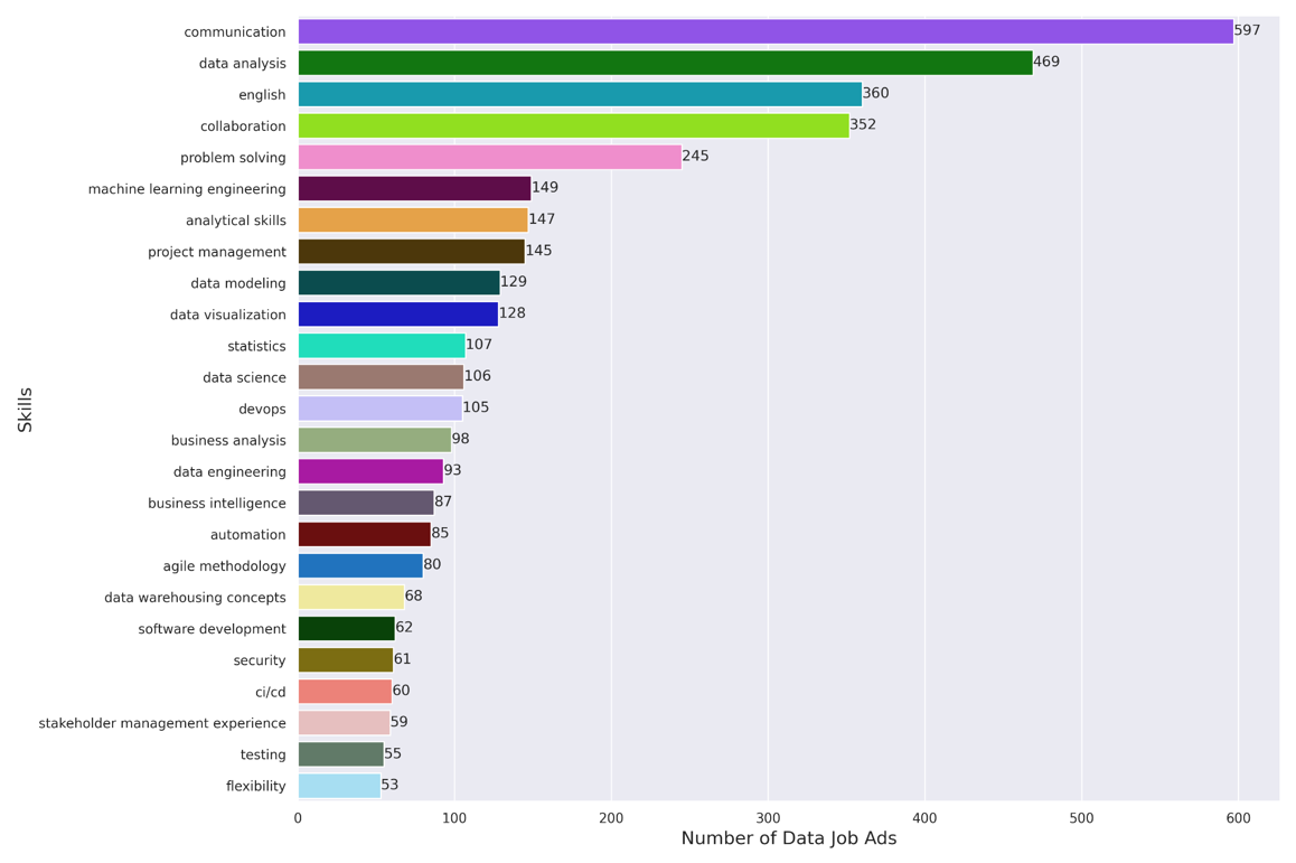 communication 597
data analysis 469
english 360
collaboration 352
problem solving 245
machine learning engineering 149
analytical skills 147
project management 145
data modeling 129
data visualization 128
statistics 107
data science 106
devops 105
business analysis 98
data engineering 93
business intelligence 87
automation 85
agile methodology 80
data warehousing concepts 68
software development 62
security 61
ci/cd 60
stakeholder management experience 59
testing 55
flexibility 53
Skills
0 100 200 300 400 500 600
Number of Data Job Ads